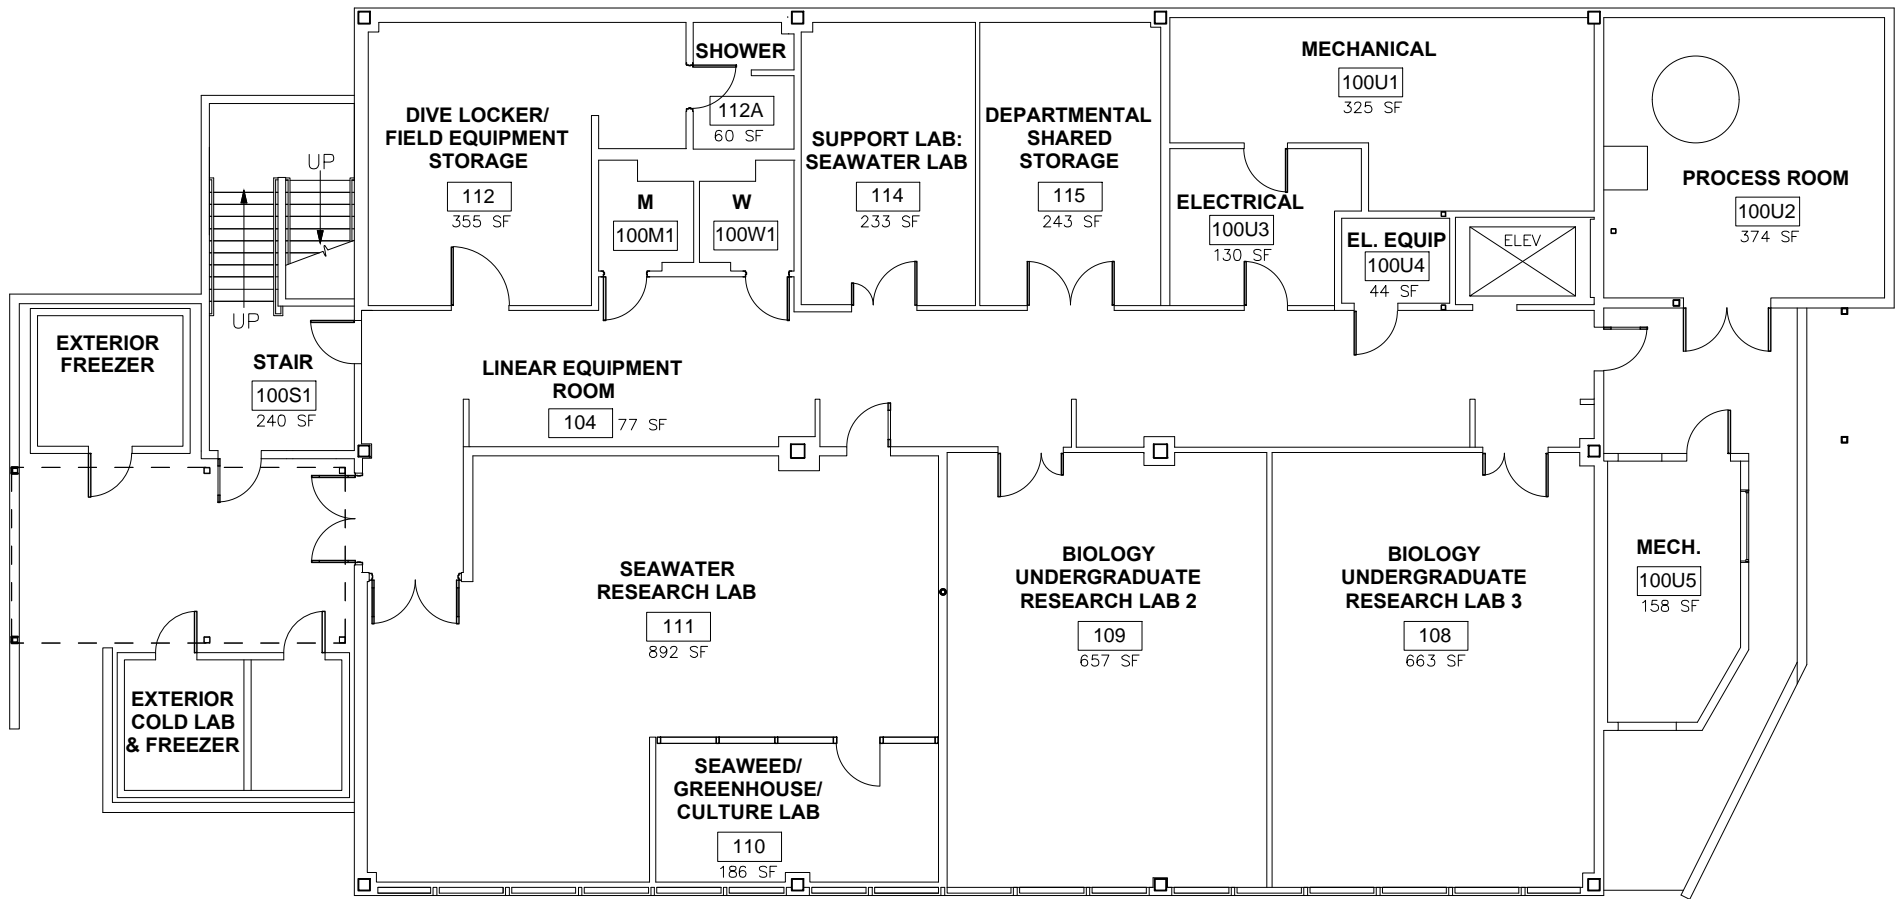 SHOWER
112A
60 SF
MECHANICAL
100U1
325 SF
DIVE LOCKER/
FIELD EQUIPMENT
STORAGE
112
355 SF
SUPPORT LAB:
SEAWATER LAB
114
233 SF
DEPARTMENTAL
SHARED
STORAGE
115
243 SF
UP
UP
M
100M1
W
100W1
ELECTRICAL
100U3
130 SF
EL. EQUIP
100U4
44 SF
ELEV
PROCESS ROOM
100U2
374 SF
EXTERIOR
FREEZER
STAIR
100S1
240 SF
LINEAR EQUIPMENT
ROOM
104 77 SF
SEAWATER
RESEARCH LAB
111
892 SF
BIOLOGY
UNDERGRADUATE
RESEARCH LAB 2
109
657 SF
BIOLOGY
UNDERGRADUATE
RESEARCH LAB 3
108
663 SF
MECH.
100U5
158 SF
EXTERIOR
COLD LAB
& FREEZER
SEAWEED/
GREENHOUSE/
CULTURE LAB
110
186 SF